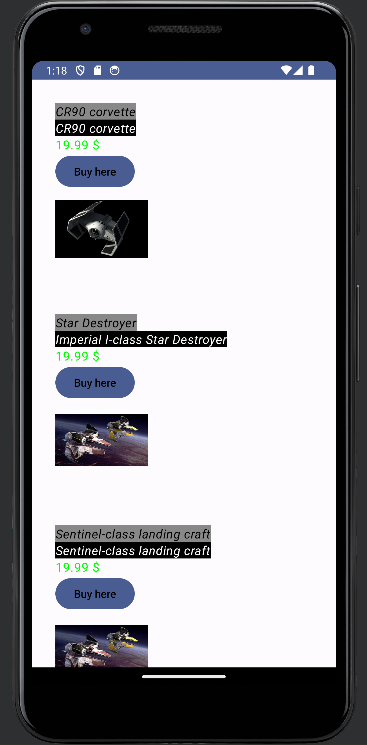 1:18
CR90 corvette
CR90 corvette
19.99 $
Buy here
Star Destroyer
Imperial I-class Star Destroyer
19.99 $
Buy here
Sentinel-class landing craft
Sentinel-class landing craft
19.99 $
Buy here